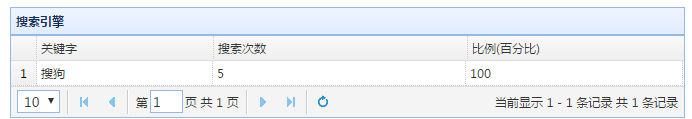 搜索引擎
关键字 搜索次数 比例(百分比)
1 搜狗 5 100
10 第 1 页 共 1 页 当前显示 1 - 1 条记录 共 1 条记录